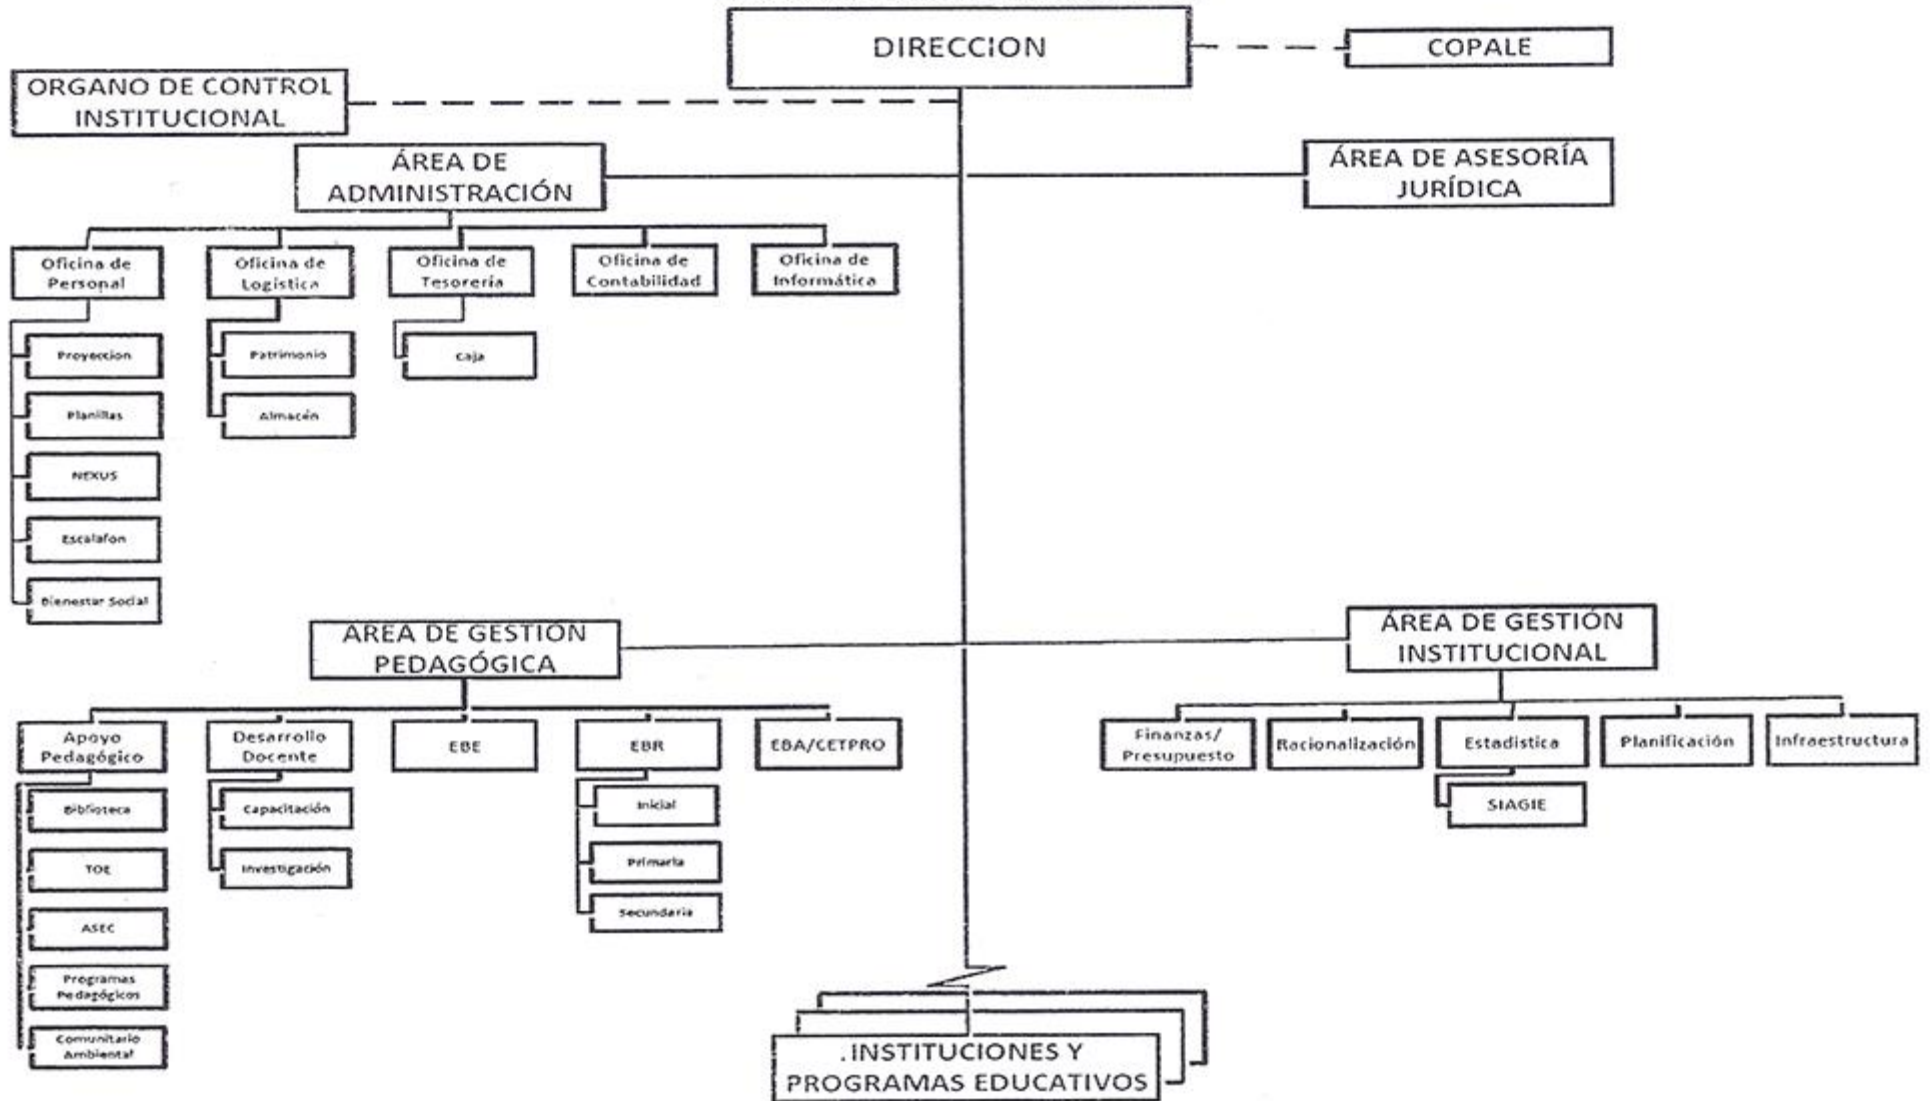 DIRECCION
COPALE
ORGANO DE CONTROL
INSTITUCIONAL
ÁREA DE
ADMINISTRACIÓN
ÁREA DE ASESORÍA
JURÍDICA
Oficina de
Personal
Oficina de
Logística
Oficina de
Tesorería
Oficina de
Contabilidad
Oficina de
Informática
Proyeccion
Planillas
NEXUS
Escalafon
Bienestar Social
Patrimonio
Almacén
Caja
AREA DE GESTIÓN
PEDAGÓGICA
ÁREA DE GESTIÓN
INSTITUCIONAL
Apoyo
Pedagógico
Desarrollo
Docente
EBE
EBR
EBA/CETPRO
Biblioteca
TOE
ASEC
Programas
Pedagógicos
Comunitario
Ambiental
Capacitación
Investigación
Inicial
Primaria
Secundaria
Finanzas/
Presupuesto
Racionalización
Estadistica
Planificación
Infraestructura
SIAGIE
.INSTITUCIONES Y
PROGRAMAS EDUCATIVOS